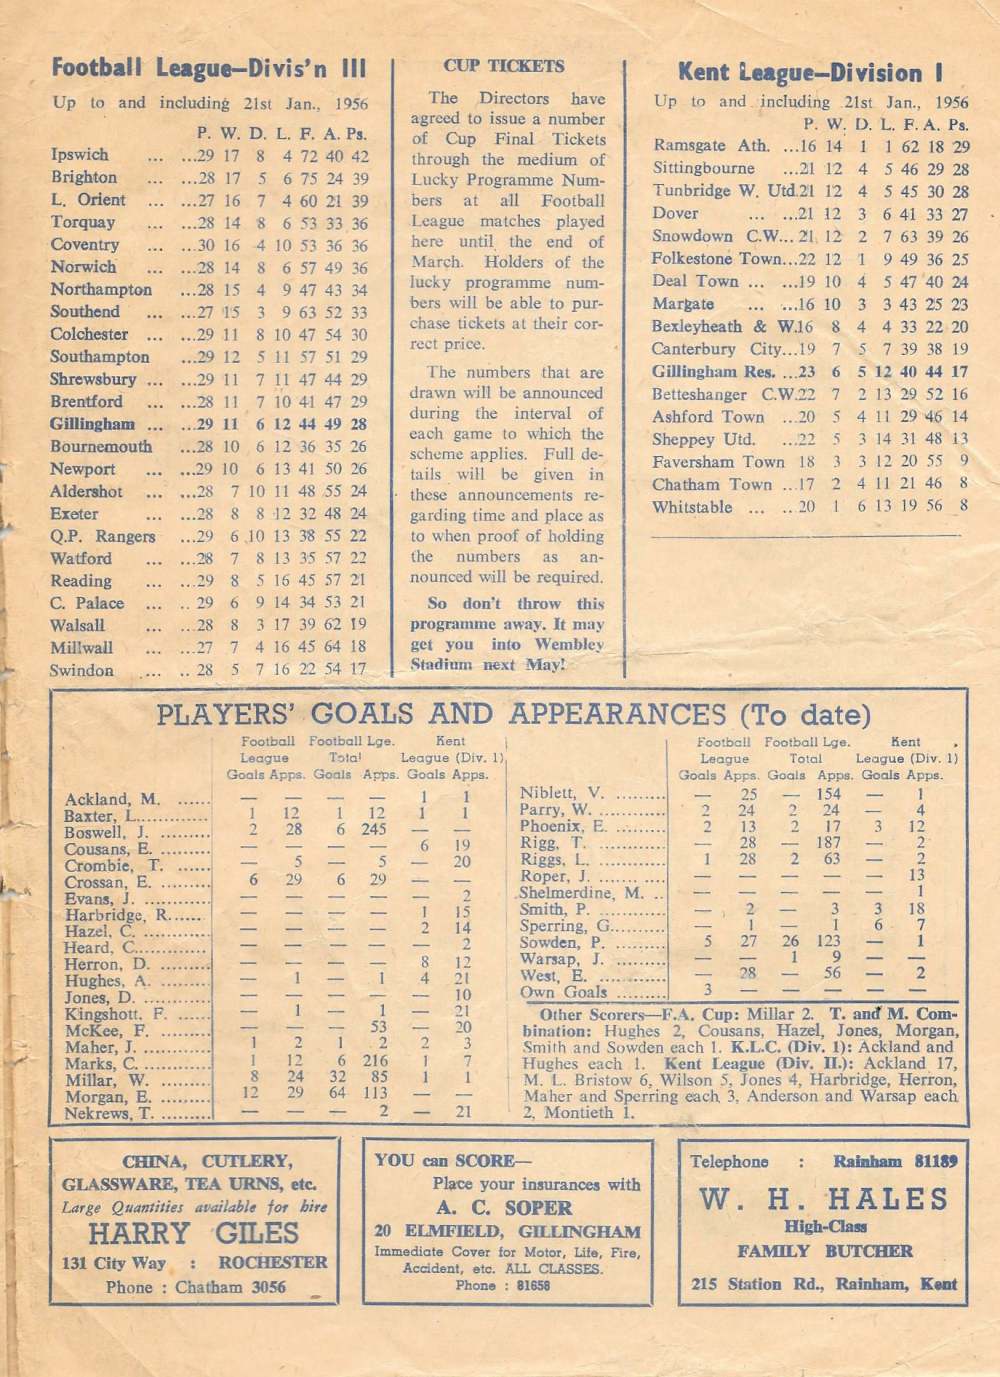 Football League—Divis'n III
Up to and including 21st Jan., 1956
P. W. D. L. F. A. Ps.
Ipswich ... ...29 17 8 4 72 40 42
Brighton ... ...28 17 5 6 75 24 39
L. Orient ... ...27 16 7 4 60 21 39
Torquay ... ...28 14 8 6 53 33 36
Coventry ... ...30 16 4 10 53 36 36
Norwich ... ...28 14 8 6 57 49 36
Northampton ...28 15 4 9 47 43 34
Southend ... ...27 15 3 9 63 52 33
Colchester ... ...29 11 8 10 47 54 30
Southampton ...29 12 5 11 57 51 29
Shrewsbury ... ...29 11 7 11 47 44 29
Brentford ... ...28 11 7 10 41 47 29
Gillingham ... ...29 11 6 12 44 49 28
Bournemouth ...28 10 6 12 36 35 26
Newport ... ...29 10 6 13 41 50 26
Aldershot ... ...28 7 10 11 48 55 24
Exeter ... ...28 8 8 12 32 48 24
Q.P. Rangers ...29 6 10 13 38 55 22
Watford ... ...28 7 8 13 35 57 22
Reading ... ...29 8 5 16 45 57 21
C. Palace ... .. 29 6 9 14 34 53 21
Walsall ... ...28 8 3 17 39 62 19
Millwall ... ...27 7 4 16 45 64 18
Swindon .... .. 28 5 7 16 22 54 17
CUP TICKETS
The Directors have
agreed to issue a number
of Cup Final Tickets
through the medium of
Lucky Programme Num-
bers at all Football
League matches played
here until the end of
March. Holders of the
lucky programme num-
bers will be able to pur-
chase tickets at their cor-
rect price.
The numbers that are
drawn will be announced
during the interval of
each game to which the
scheme applies. Full de-
tails will be given in
these announcements re-
garding time and place as
to when proof of holding
the numbers as an-
nounced will be required.
So don't throw this
programme away. It may
get you into Wembley
Stadium next May!
Kent League—Division I
Up to and including 21st Jan., 1956
P. W. D. L. F. A. Ps.
Ramsgate Ath. ...16 14 1 1 62 18 29
Sittingbourne ...21 12 4 5 46 29 28
Tunbridge W. Utd.21 12 4 5 45 30 28
Dover ... ...21 12 3 6 41 33 27
Snowdown C.W... 21 12 2 7 63 39 26
Folkestone Town...22 12 1 9 49 36 25
Deal Town ... ...19 10 4 5 47 40 24
Margate ... ...16 10 3 3 43 25 23
Bexleyheath & W.16 8 4 4 33 22 20
Canterbury City...19 7 5 7 39 38 19
Gillingham Res. ...23 6 5 12 40 44 17
Betteshanger C.W.22 7 2 13 29 52 16
Ashford Town ...20 5 4 11 29 46 14
Sheppey Utd. ...22 5 3 14 31 48 13
Faversham Town 18 3 3 12 20 55 9
Chatham Town ...17 2 4 11 21 46 8
Whitstable ... .. 20 1 6 13 19 56 8
PLAYERS' GOALS AND APPEARANCES (To date)
Football Football Lge. Kent
League Total League (Div. 1)
Goals Apps. Goals Apps. Goals Apps.
Ackland, M. ...... — — — — 1 1
Baxter, L............. 1 12 1 12 1 1
Boswell, J. ......... 2 28 6 245 — —
Cousans, E. ......... — — — — 6 19
Crombie, T. ...... — 5 — 5 — 20
Crossan, E. ......... 6 29 6 29 — —
Evans, J. ............ — — — — — 2
Harbridge, R....... — — — — 1 15
Hazel, C. ............ — — — — 2 14
Heard, C............. — — — — — 2
Herron, D. ......... — — — — 8 12
Hughes, A. ......... — 1 — 1 4 21
Jones, D. ............ — — — — — 10
Kingshott, F. ...... — 1 — 1 — 21
McKee, F. ......... — — — 53 — 20
Maher, J. ............ 1 2 1 2 2 3
Marks, C. ............ 1 12 6 216 1 7
Millar, W. ......... 8 24 32 85 1 1
Morgan, E. ......... 12 29 64 113 — —
Nekrews, T. ......... — — — 2 — 21
Football Football Lge. Kent
League Total League (Div. 1)
Goals Apps. Goals Apps. Goals Apps.
Niblett, V. .......... — 25 — 154 — 1
Parry, W. ............ 2 24 2 24 — 4
Phoenix, E. ......... 2 13 2 17 3 12
Rigg, T. ............ — 28 — 187 — 2
Riggs, L. ............ 1 28 2 63 — 2
Roper, J. ............ — — — — — 13
Shelmerdine, M. .. — — — — — 1
Smith, P. ............ — 2 — 3 3 18
Sperring, G.......... — 1 — 1 6 7
Sowden, P. ......... 5 27 26 123 — 1
Warsap, J. .......... — — 1 9 — —
West, E. ............ — 28 — 56 — 2
Own Goals ......... 3 — — — — —
Other Scorers—F.A. Cup: Millar 2. T. and M. Com-
bination: Hughes 2, Cousans, Hazel, Jones, Morgan,
Smith and Sowden each 1. K.L.C. (Div. 1): Ackland and
Hughes each 1. Kent League (Div. II.): Ackland 17,
M. L. Bristow 6, Wilson 5, Jones 4, Harbridge, Herron,
Maher and Sperring each 3, Anderson and Warsap each
2, Montieth 1.
CHINA, CUTLERY,
GLASSWARE, TEA URNS, etc.
Large Quantities available for hire
HARRY GILES
131 City Way : ROCHESTER
Phone : Chatham 3056
YOU can SCORE—
Place your insurances with
A. C. SOPER
20 ELMFIELD, GILLINGHAM
Immediate Cover for Motor, Life, Fire,
Accident, etc. ALL CLASSES.
Phone : 81658
Telephone : Rainham 81189
W. H. HALES
High-Class
FAMILY BUTCHER
215 Station Rd., Rainham, Kent